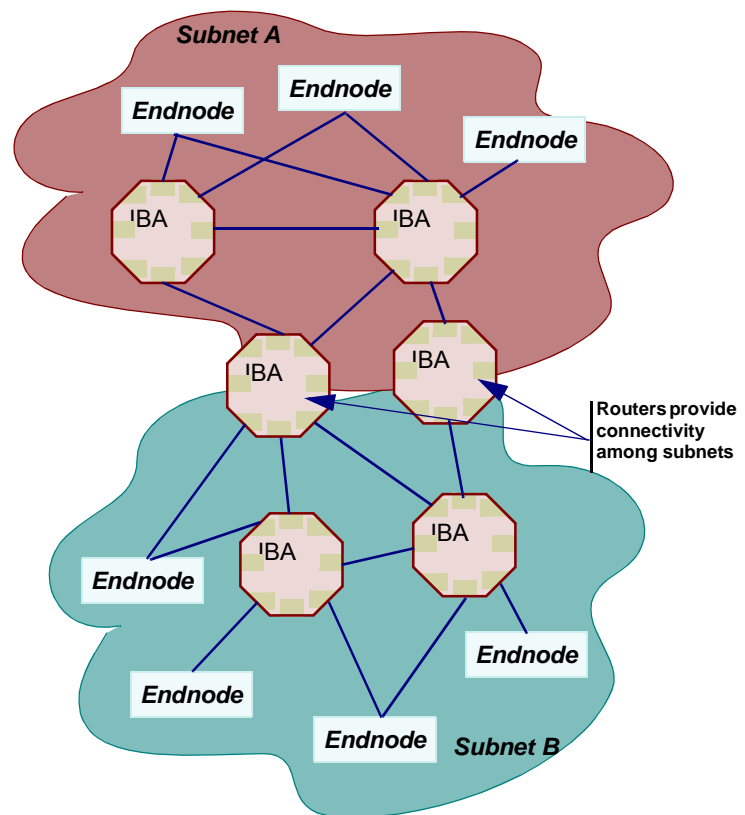 Subnet A
Endnode
Endnode
Endnode
IBA
IBA
IBA
IBA
Routers provide
connectivity
among subnets
IBA
IBA
Endnode
Endnode
Endnode
Endnode
Subnet B